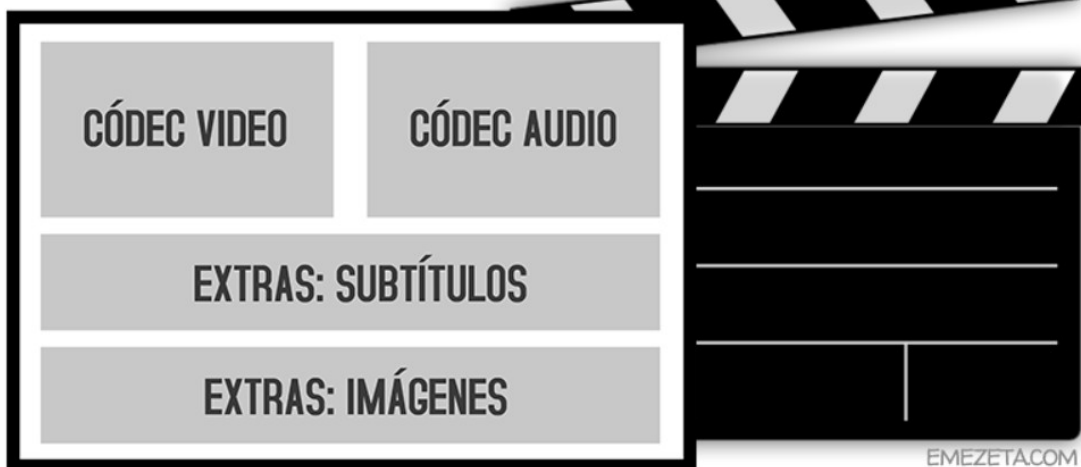 CÓDEC VIDEO
CÓDEC AUDIO
EXTRAS: SUBTÍTULOS
EXTRAS: IMÁGENES
EMEZETA.COM